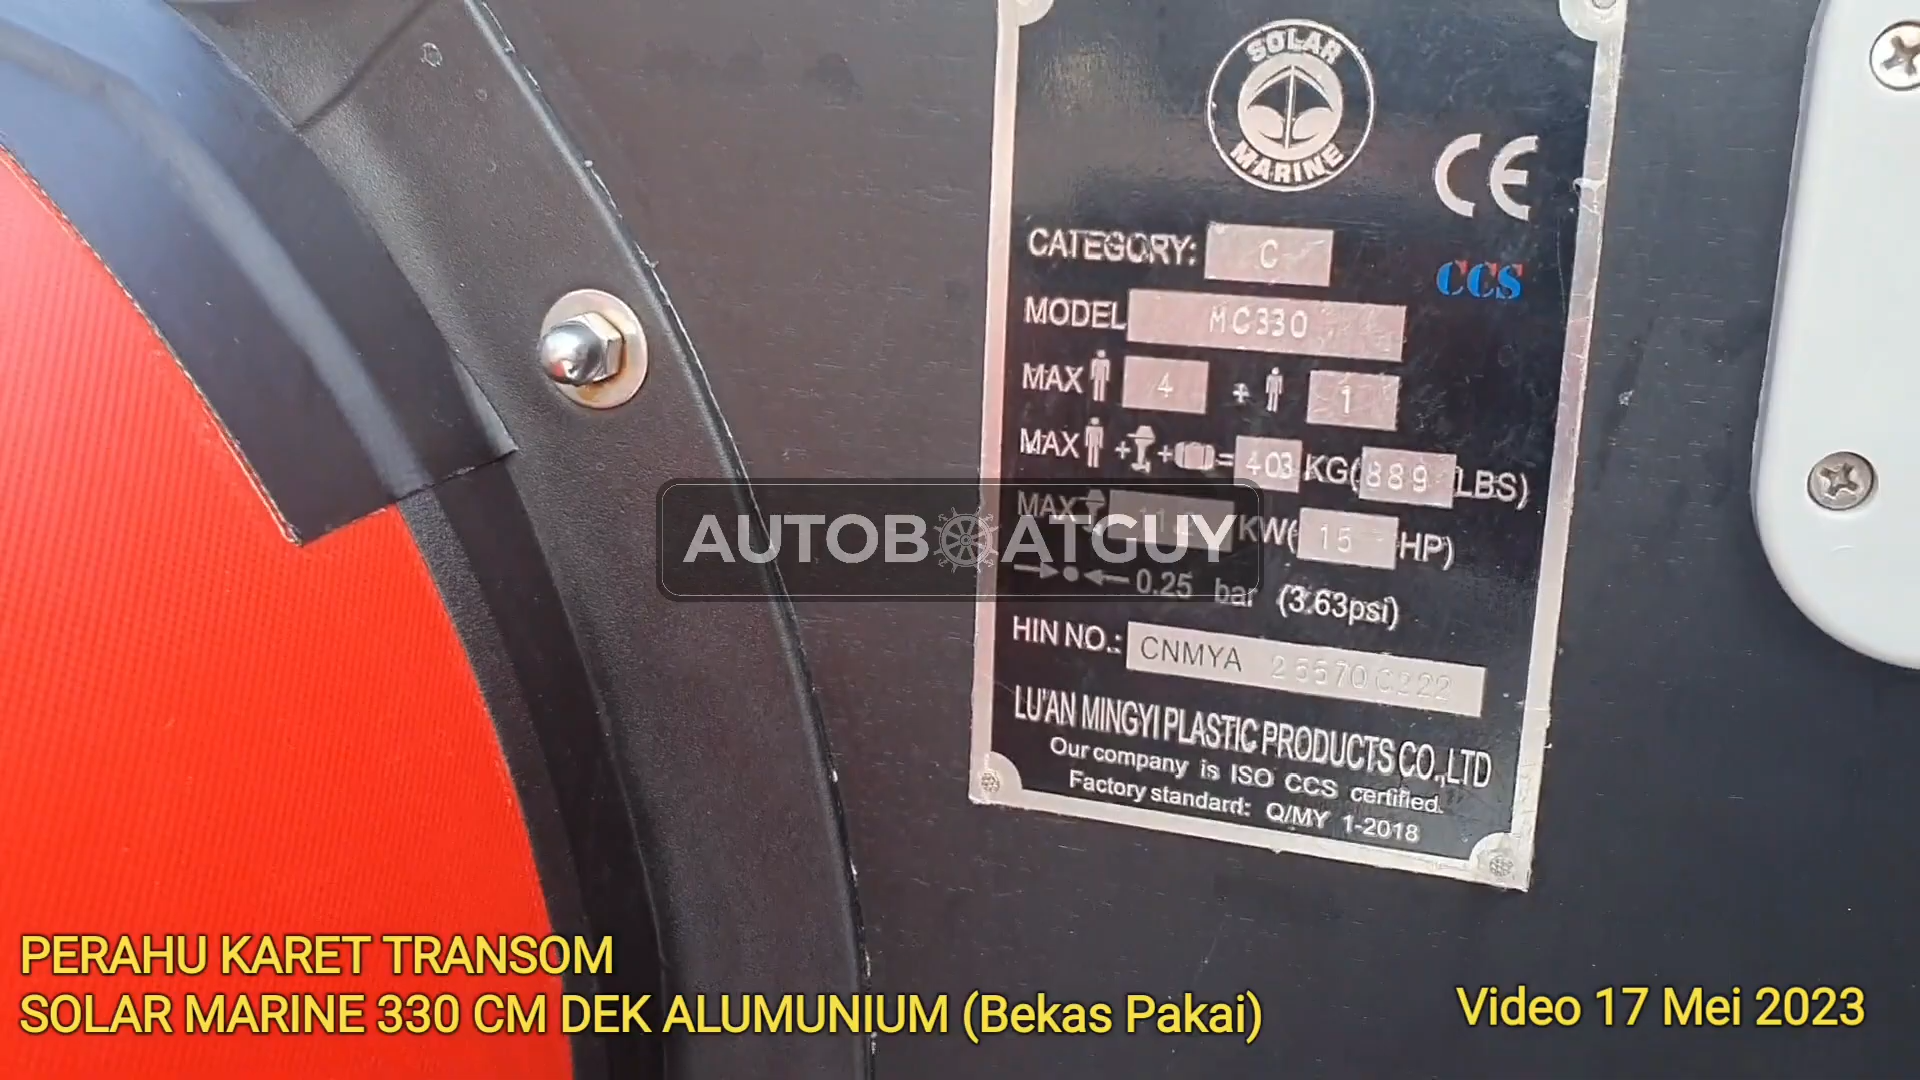 SOLAR
MARINE
CE
CATEGORY: C
CCS
MODEL MC330
MAX 4 + 1
MAX + + = 403 KG(889 LBS)
MAX KW(15 HP)
0.25 bar (3.63psi)
AUTOBOATGUY
HIN NO.: CNMYA 25570C222
LU'AN MINGYI PLASTIC PRODUCTS CO.,LTD
Our company is ISO CCS certified.
Factory standard: Q/MY 1-2018
PERAHU KARET TRANSOM
SOLAR MARINE 330 CM DEK ALUMUNIUM (Bekas Pakai)
Video 17 Mei 2023